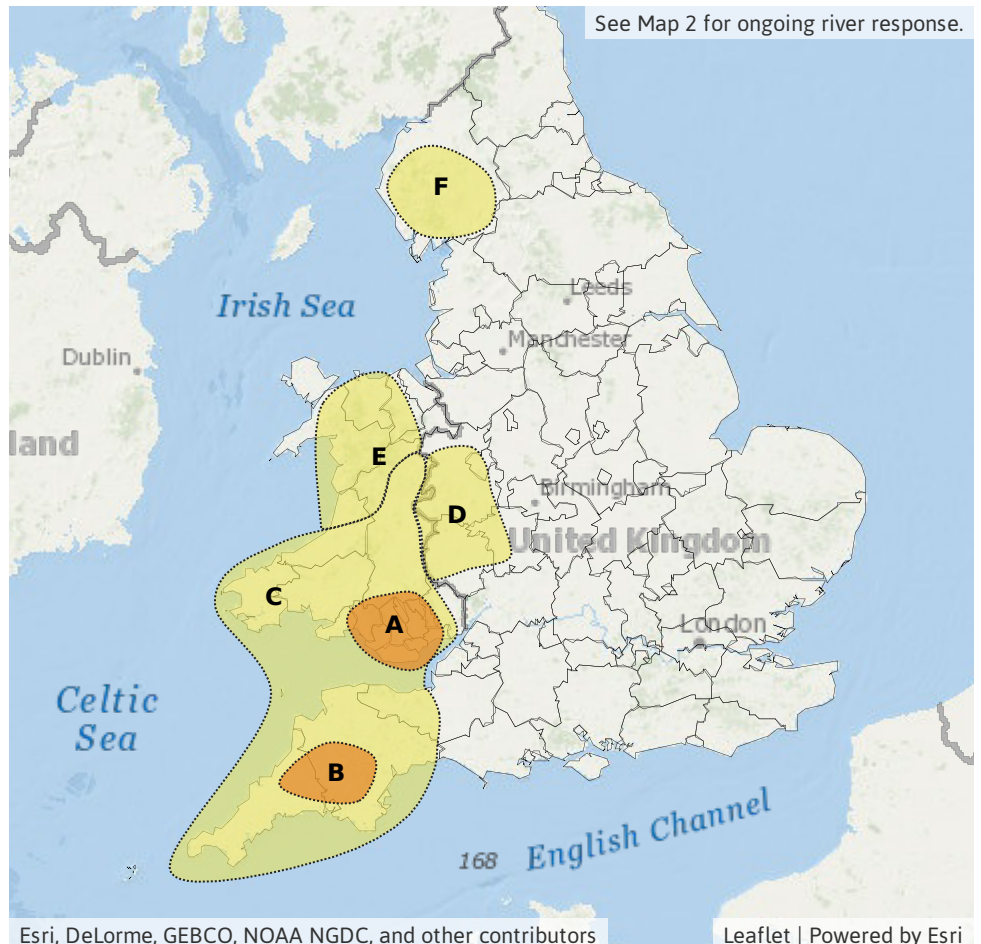 See Map 2 for ongoing river response.
F
Irish Sea
Leeds
Manchester
Dublin
land
E
Birmingham
D
United Kingdom
C
A
London
Celtic
Sea
B
168
English Channel
Esri, DeLorme, GEBCO, NOAA NGDC, and other contributors
Leaflet | Powered by Esri